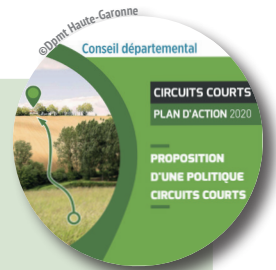 ©Dpmt Haute-Garonne
Conseil départemental
CIRCUITS COURTS
PLAN D'ACTION 2020
PROPOSITION
D'UNE POLITIQUE
CIRCUITS COURTS